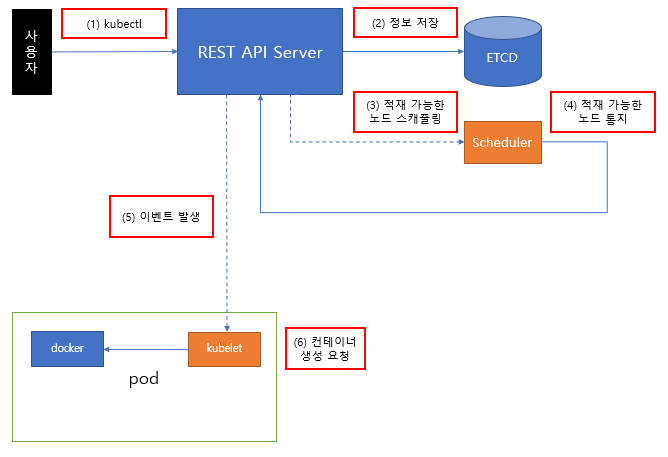 사
용
자
(1) kubectl
REST API Server
(2) 정보 저장
ETCD
(3) 적재 가능한
노드 스캐쥴링
(4) 적재 가능한
노드 통지
Scheduler
(5) 이벤트 발생
docker
kubelet
(6) 컨테이너
생성 요청
pod